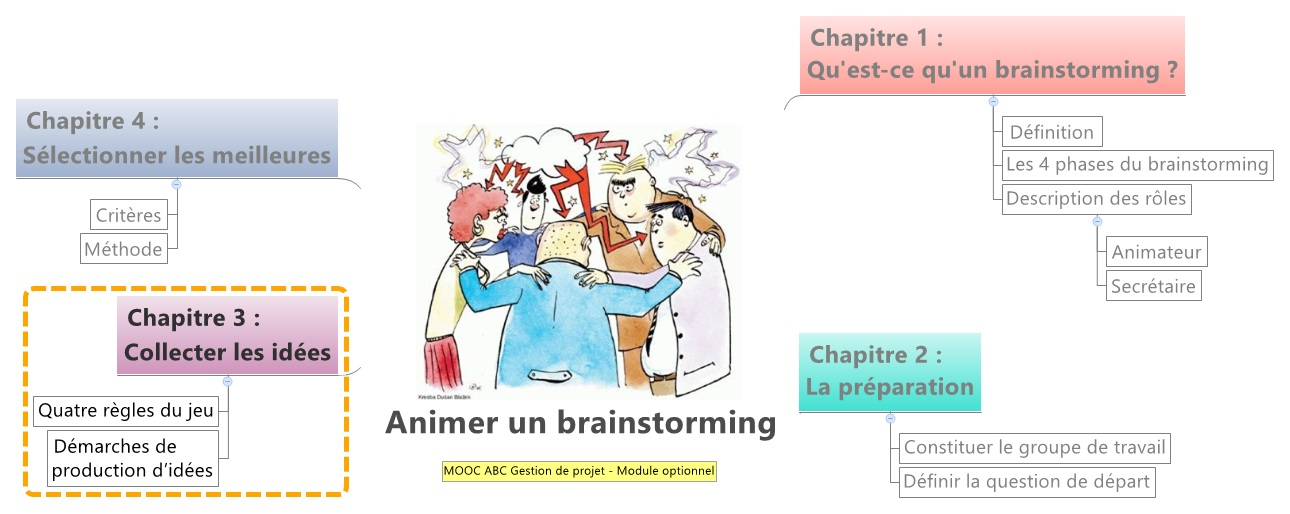 Chapitre 1 :
Qu'est-ce qu'un brainstorming ?
Définition
Les 4 phases du brainstorming
Description des rôles
Animateur
Secrétaire
Chapitre 2 :
La préparation
Constituer le groupe de travail
Définir la question de départ
Chapitre 3 :
Collecter les idées
Quatre règles du jeu
Démarches de
production d’idées
Chapitre 4 :
Sélectionner les meilleures
Critères
Méthode
Kresba Dušan Blažek
Animer un brainstorming
MOOC ABC Gestion de projet - Module optionnel